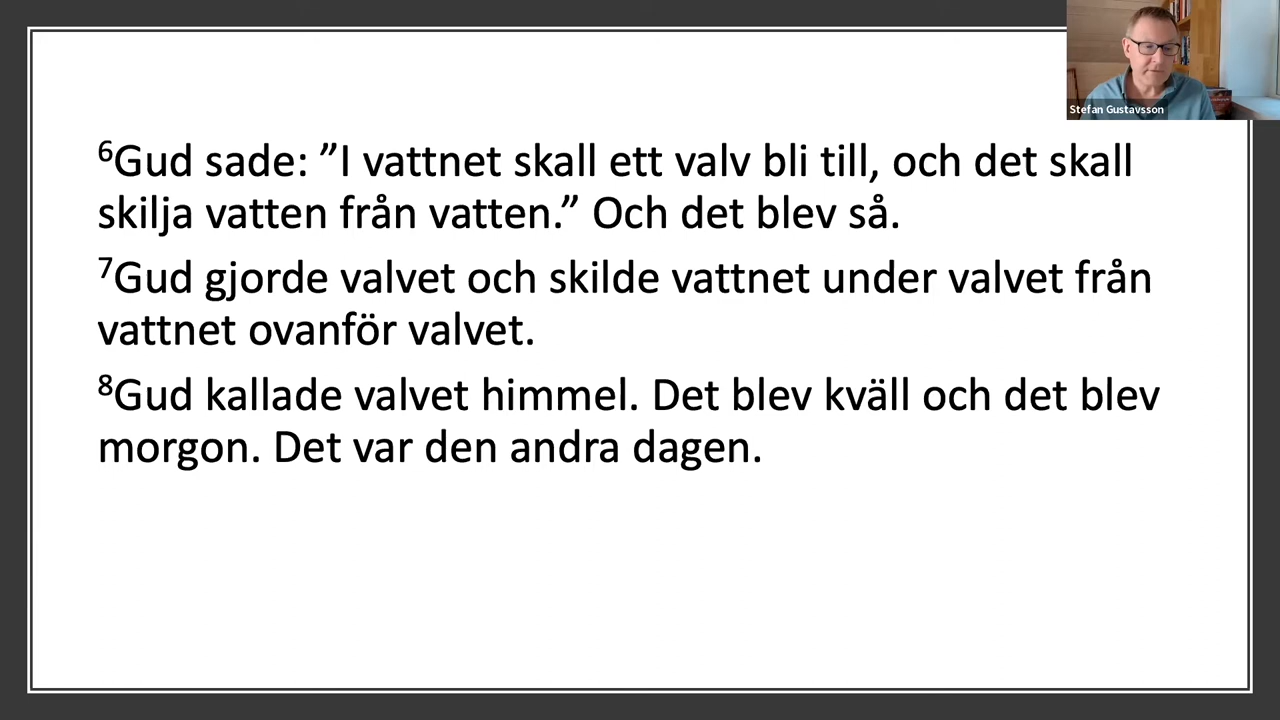 Stefan Gustavsson
⁶Gud sade: ”I vattnet skall ett valv bli till, och det skall
skilja vatten från vatten.” Och det blev så.
⁷Gud gjorde valvet och skilde vattnet under valvet från
vattnet ovanför valvet.
⁸Gud kallade valvet himmel. Det blev kväll och det blev
morgon. Det var den andra dagen.